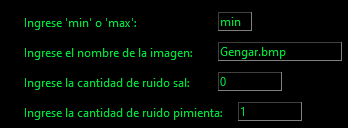 Ingrese 'min' o 'max': min
Ingrese el nombre de la imagen: Gengar.bmp
Ingrese la cantidad de ruido sal: 0
Ingrese la cantidad de ruido pimienta: 1